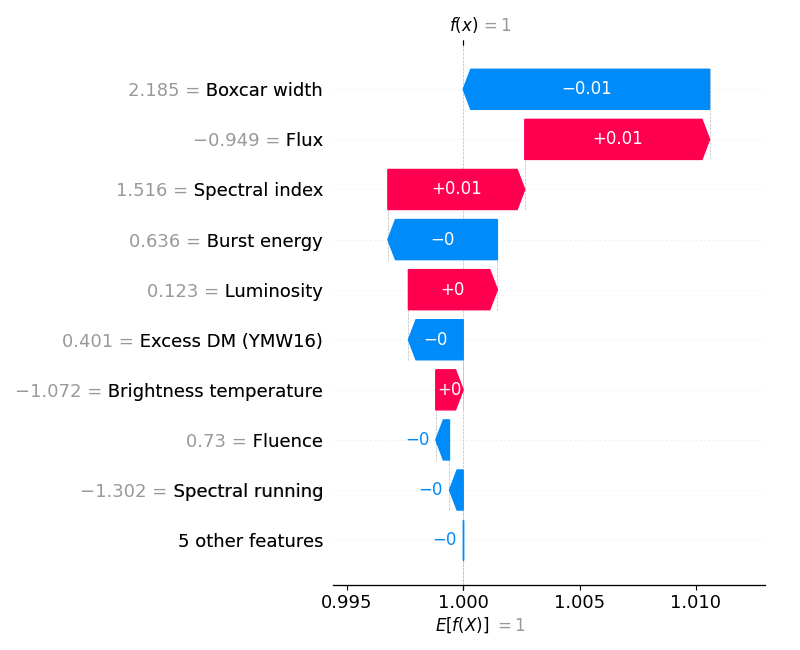 f(x) = 1
2.185 = Boxcar width
−0.01
−0.949 = Flux
+0.01
1.516 = Spectral index
+0.01
0.636 = Burst energy
−0
0.123 = Luminosity
+0
0.401 = Excess DM (YMW16)
−0
−1.072 = Brightness temperature
+0
0.73 = Fluence
−0
−1.302 = Spectral running
−0
5 other features
−0
0.995 1.000 1.005 1.010
E[f(X)] = 1